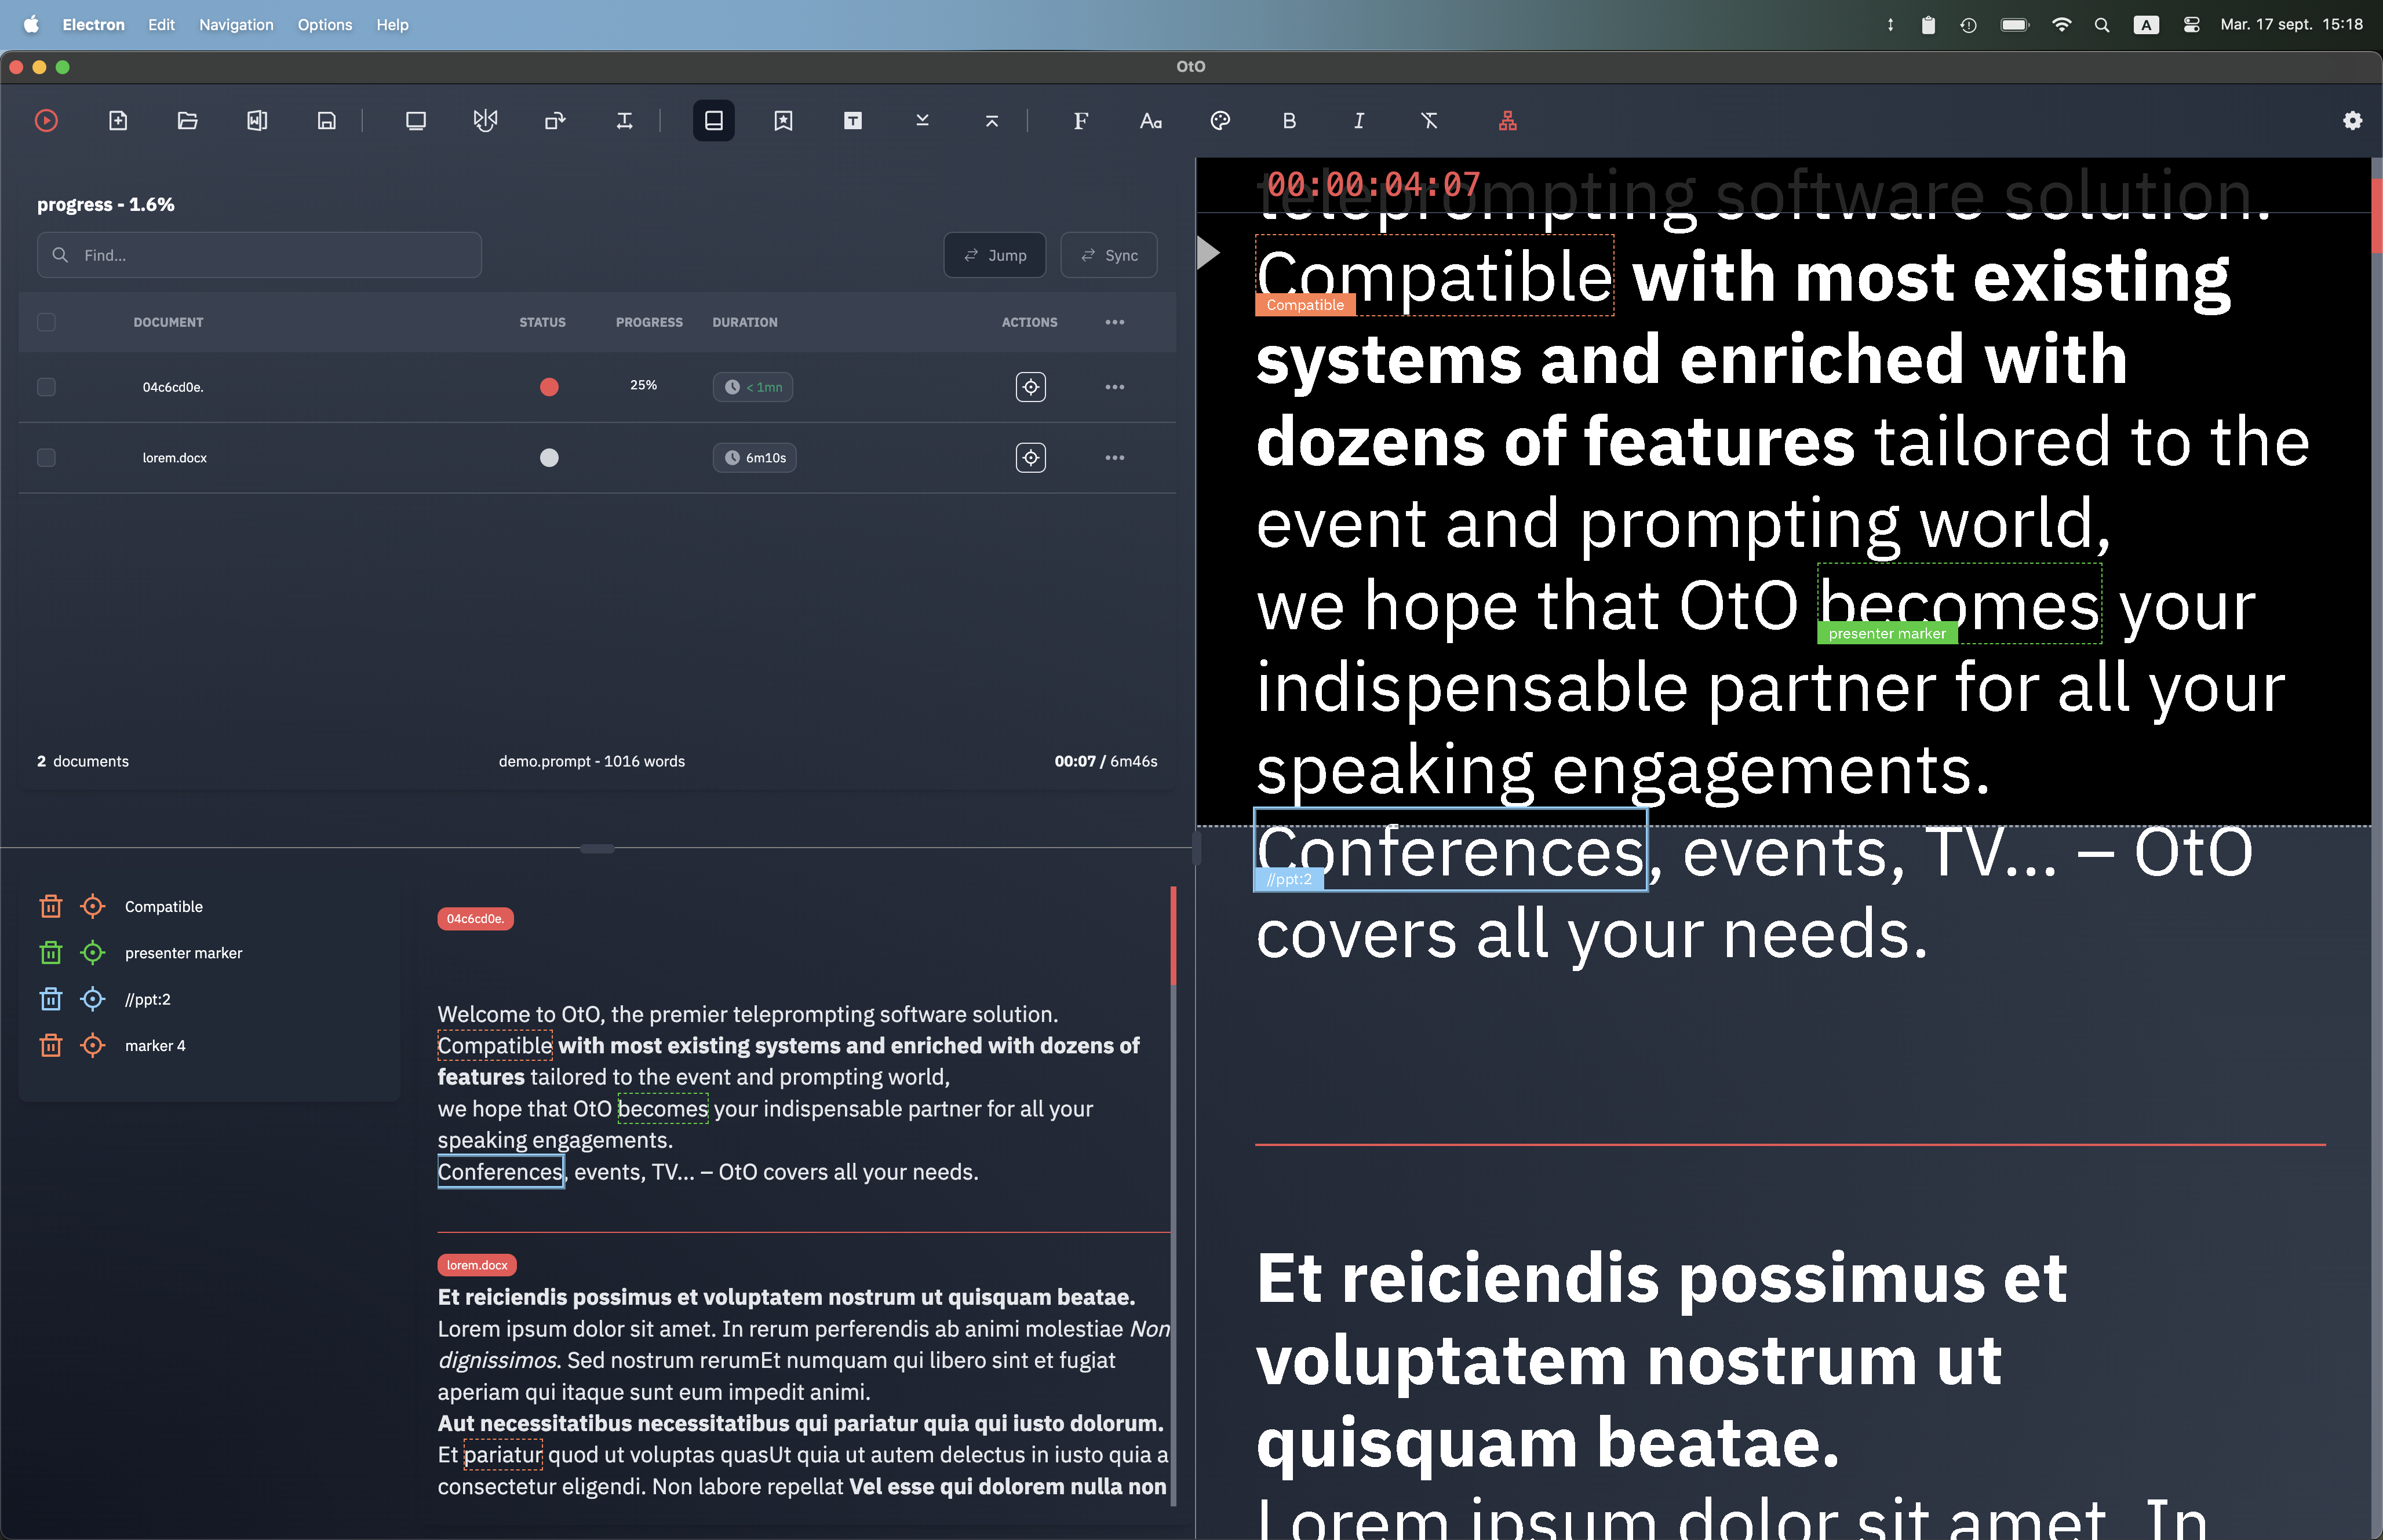 Electron Edit Navigation Options Help
A Mar. 17 sept. 15:18
OtO
W T F Aa B I T
progress - 1.6%
Find...
Jump Sync
DOCUMENT STATUS PROGRESS DURATION ACTIONS
04c6cd0e. 25% < 1mn
lorem.docx 6m10s
2 documents demo.prompt - 1016 words 00:07 / 6m46s
Compatible
presenter marker
//ppt:2
marker 4
04c6cd0e.
Welcome to OtO, the premier teleprompting software solution.
Compatible with most existing systems and enriched with dozens of
features tailored to the event and prompting world,
we hope that OtO becomes your indispensable partner for all your
speaking engagements.
Conferences, events, TV... – OtO covers all your needs.
lorem.docx
Et reiciendis possimus et voluptatem nostrum ut quisquam beatae.
Lorem ipsum dolor sit amet. In rerum perferendis ab animi molestiae Non
dignissimos. Sed nostrum rerumEt numquam qui libero sint et fugiat
aperiam qui itaque sunt eum impedit animi.
Aut necessitatibus necessitatibus qui pariatur quia qui iusto dolorum.
Et pariatur quod ut voluptas quasUt quia ut autem delectus in iusto quia a
consectetur eligendi. Non labore repellat Vel esse qui dolorem nulla non
00:00:04:07
teleprompting software solution.
Compatible with most existing
Compatible
systems and enriched with
dozens of features tailored to the
event and prompting world,
we hope that OtO becomes your
presenter marker
indispensable partner for all your
speaking engagements.
Conferences, events, TV... – OtO
//ppt:2
covers all your needs.
Et reiciendis possimus et
voluptatem nostrum ut
quisquam beatae.
Lorem ipsum dolor sit amet. In